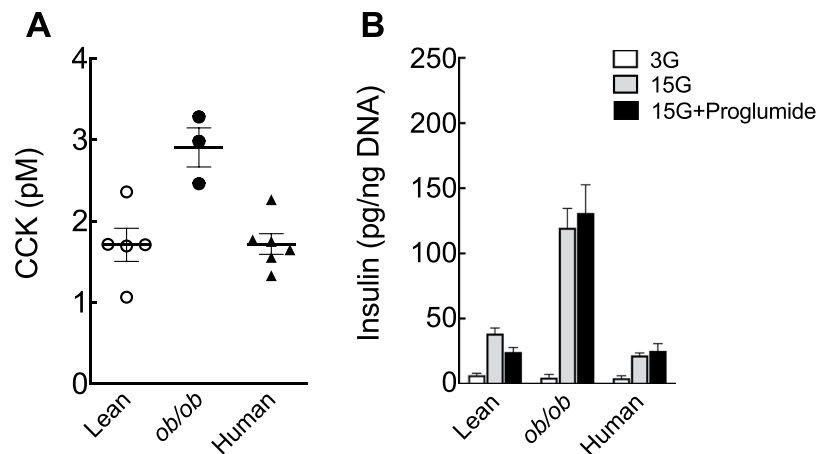 A
CCK (pM)
4
3
2
1
0
Lean
ob/ob
Human
B
Insulin (pg/ng DNA)
250
200
150
100
50
0
Lean
ob/ob
Human
3G
15G
15G+Proglumide